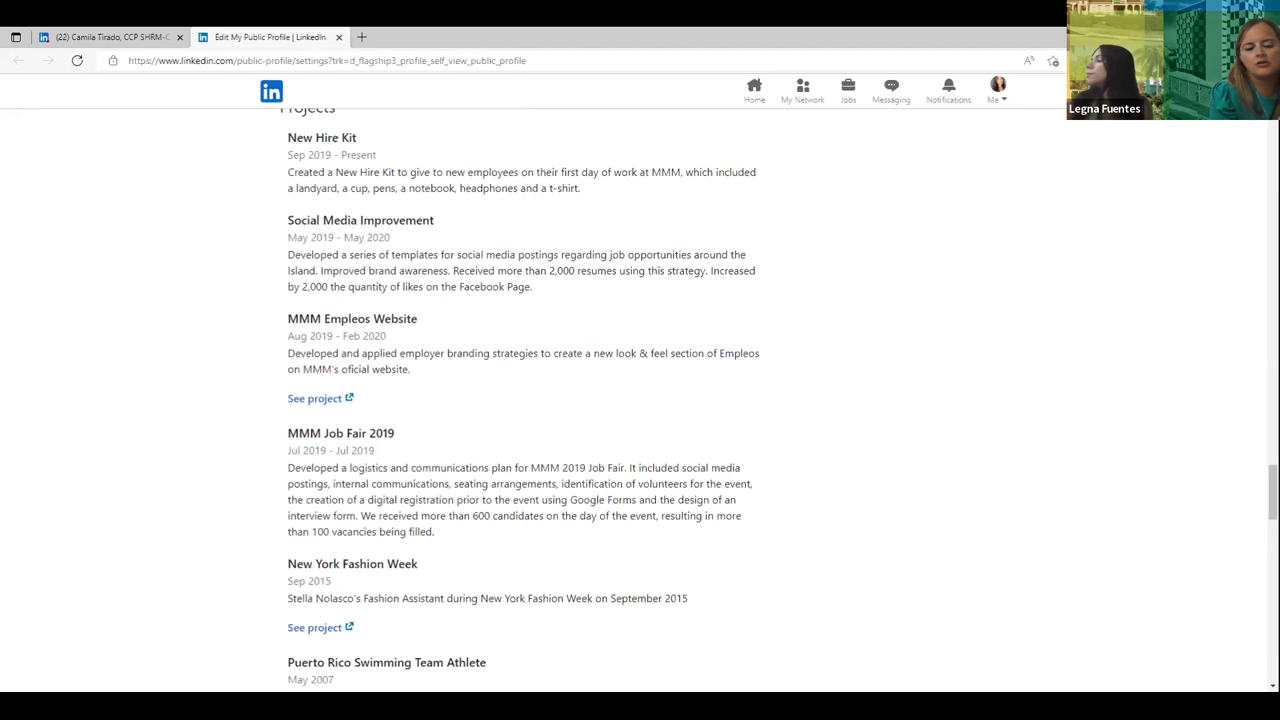 (22) Camila Tirado, CCP SHRM-C
Edit My Public Profile | LinkedIn
https://www.linkedin.com/public-profile/settings?trk=d_flagship3_profile_self_view_public_profile
Legna Fuentes
in
Home
My Network
Jobs
Messaging
Notifications
Me
Projects
New Hire Kit
Sep 2019 - Present
Created a New Hire Kit to give to new employees on their first day of work at MMM, which included
a landyard, a cup, pens, a notebook, headphones and a t-shirt.
Social Media Improvement
May 2019 - May 2020
Developed a series of templates for social media postings regarding job opportunities around the
Island. Improved brand awareness. Received more than 2,000 resumes using this strategy. Increased
by 2,000 the quantity of likes on the Facebook Page.
MMM Empleos Website
Aug 2019 - Feb 2020
Developed and applied employer branding strategies to create a new look & feel section of Empleos
on MMM's oficial website.
See project
MMM Job Fair 2019
Jul 2019 - Jul 2019
Developed a logistics and communications plan for MMM 2019 Job Fair. It included social media
postings, internal communications, seating arrangements, identification of volunteers for the event,
the creation of a digital registration prior to the event using Google Forms and the design of an
interview form. We received more than 600 candidates on the day of the event, resulting in more
than 100 vacancies being filled.
New York Fashion Week
Sep 2015
Stella Nolasco's Fashion Assistant during New York Fashion Week on September 2015
See project
Puerto Rico Swimming Team Athlete
May 2007